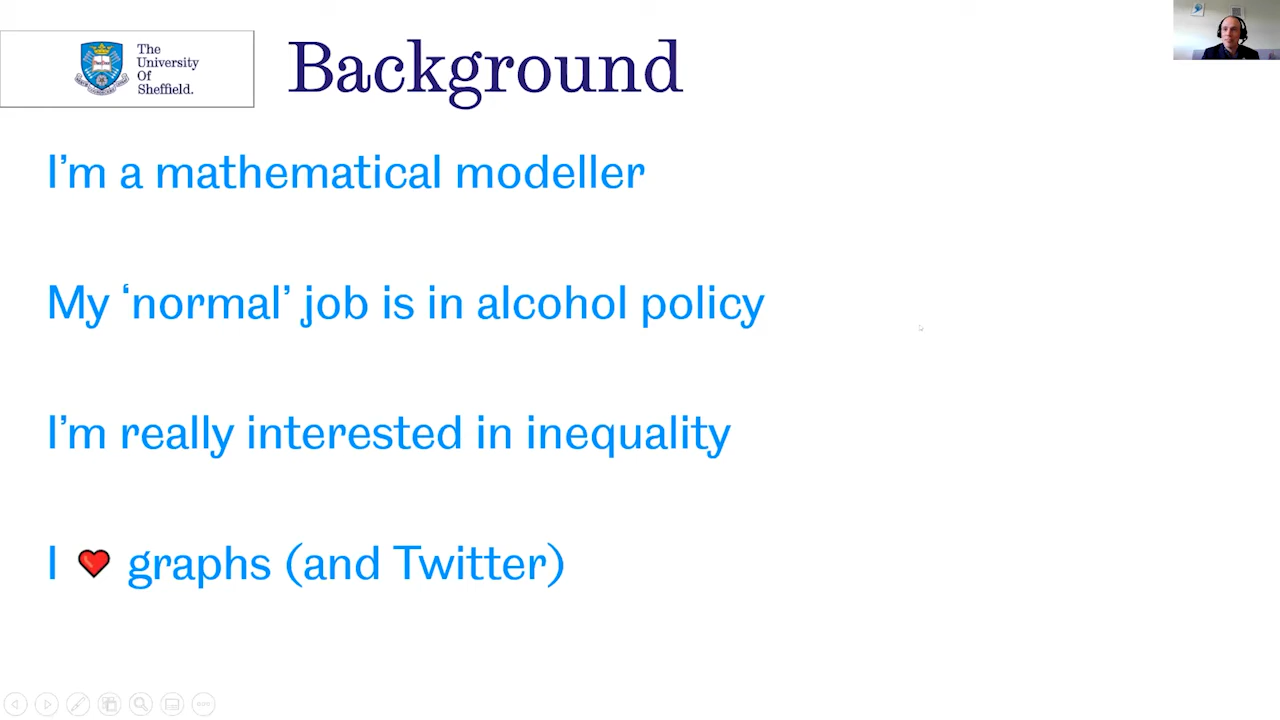 The
University
Of
Sheffield.
Background
I’m a mathematical modeller
My ‘normal’ job is in alcohol policy
I’m really interested in inequality
I ❤ graphs (and Twitter)